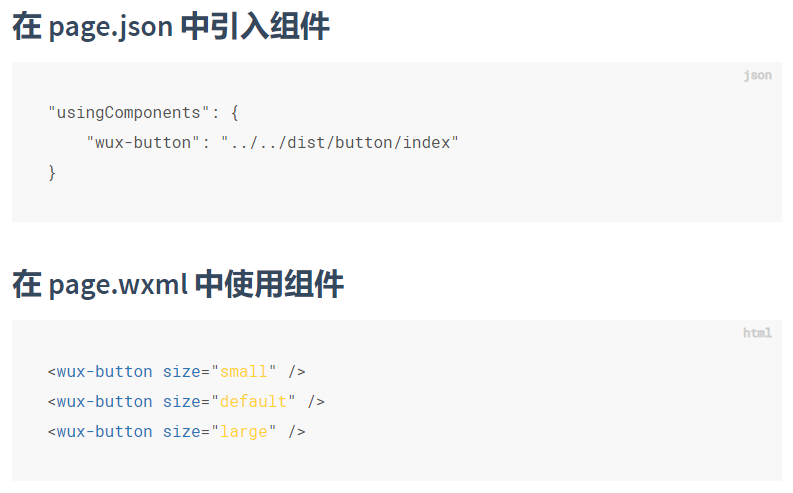 在 page.json 中引入组件
json
"usingComponents": {
    "wux-button": "../../dist/button/index"
}
在 page.wxml 中使用组件
html
<wux-button size="small" />
<wux-button size="default" />
<wux-button size="large" />